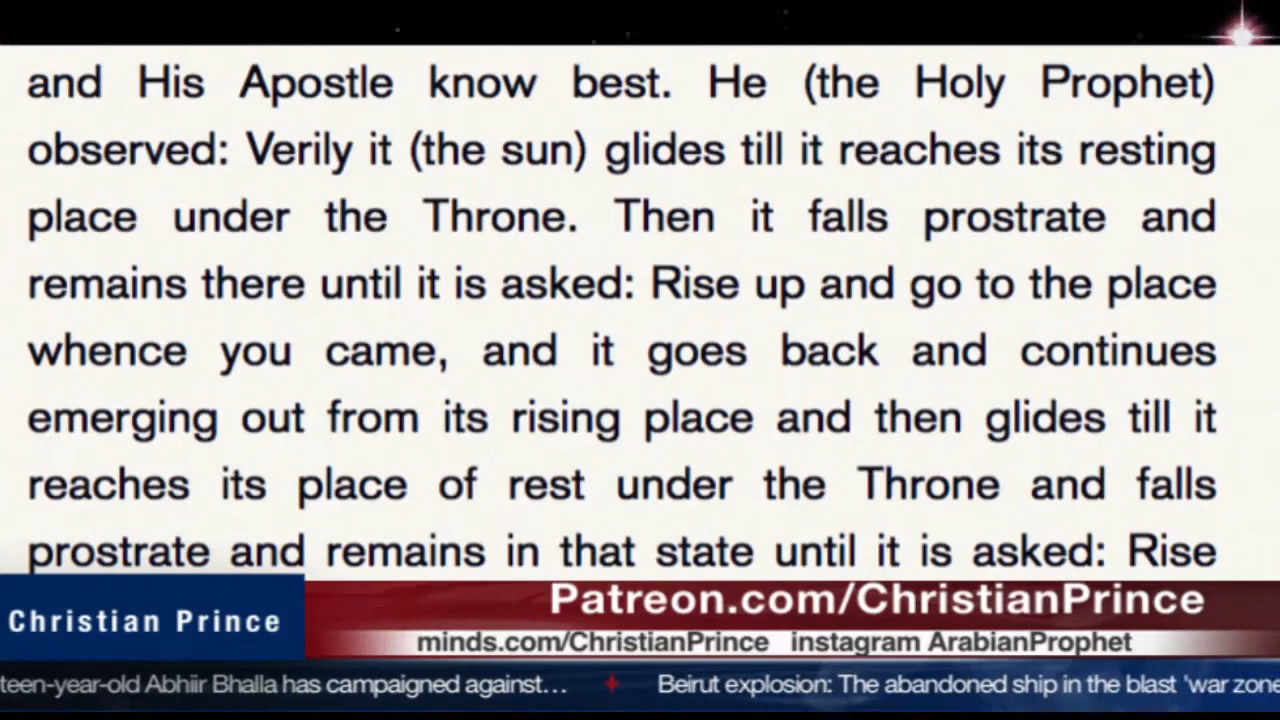 and His Apostle know best. He (the Holy Prophet)
observed: Verily it (the sun) glides till it reaches its resting
place under the Throne. Then it falls prostrate and
remains there until it is asked: Rise up and go to the place
whence you came, and it goes back and continues
emerging out from its rising place and then glides till it
reaches its place of rest under the Throne and falls
prostrate and remains in that state until it is asked: Rise
Christian Prince
Patreon.com/ChristianPrince
minds.com/ChristianPrince instagram ArabianProphet
teen-year-old Abhiir Bhalla has campaigned against... Beirut explosion: The abandoned ship in the blast 'war zone